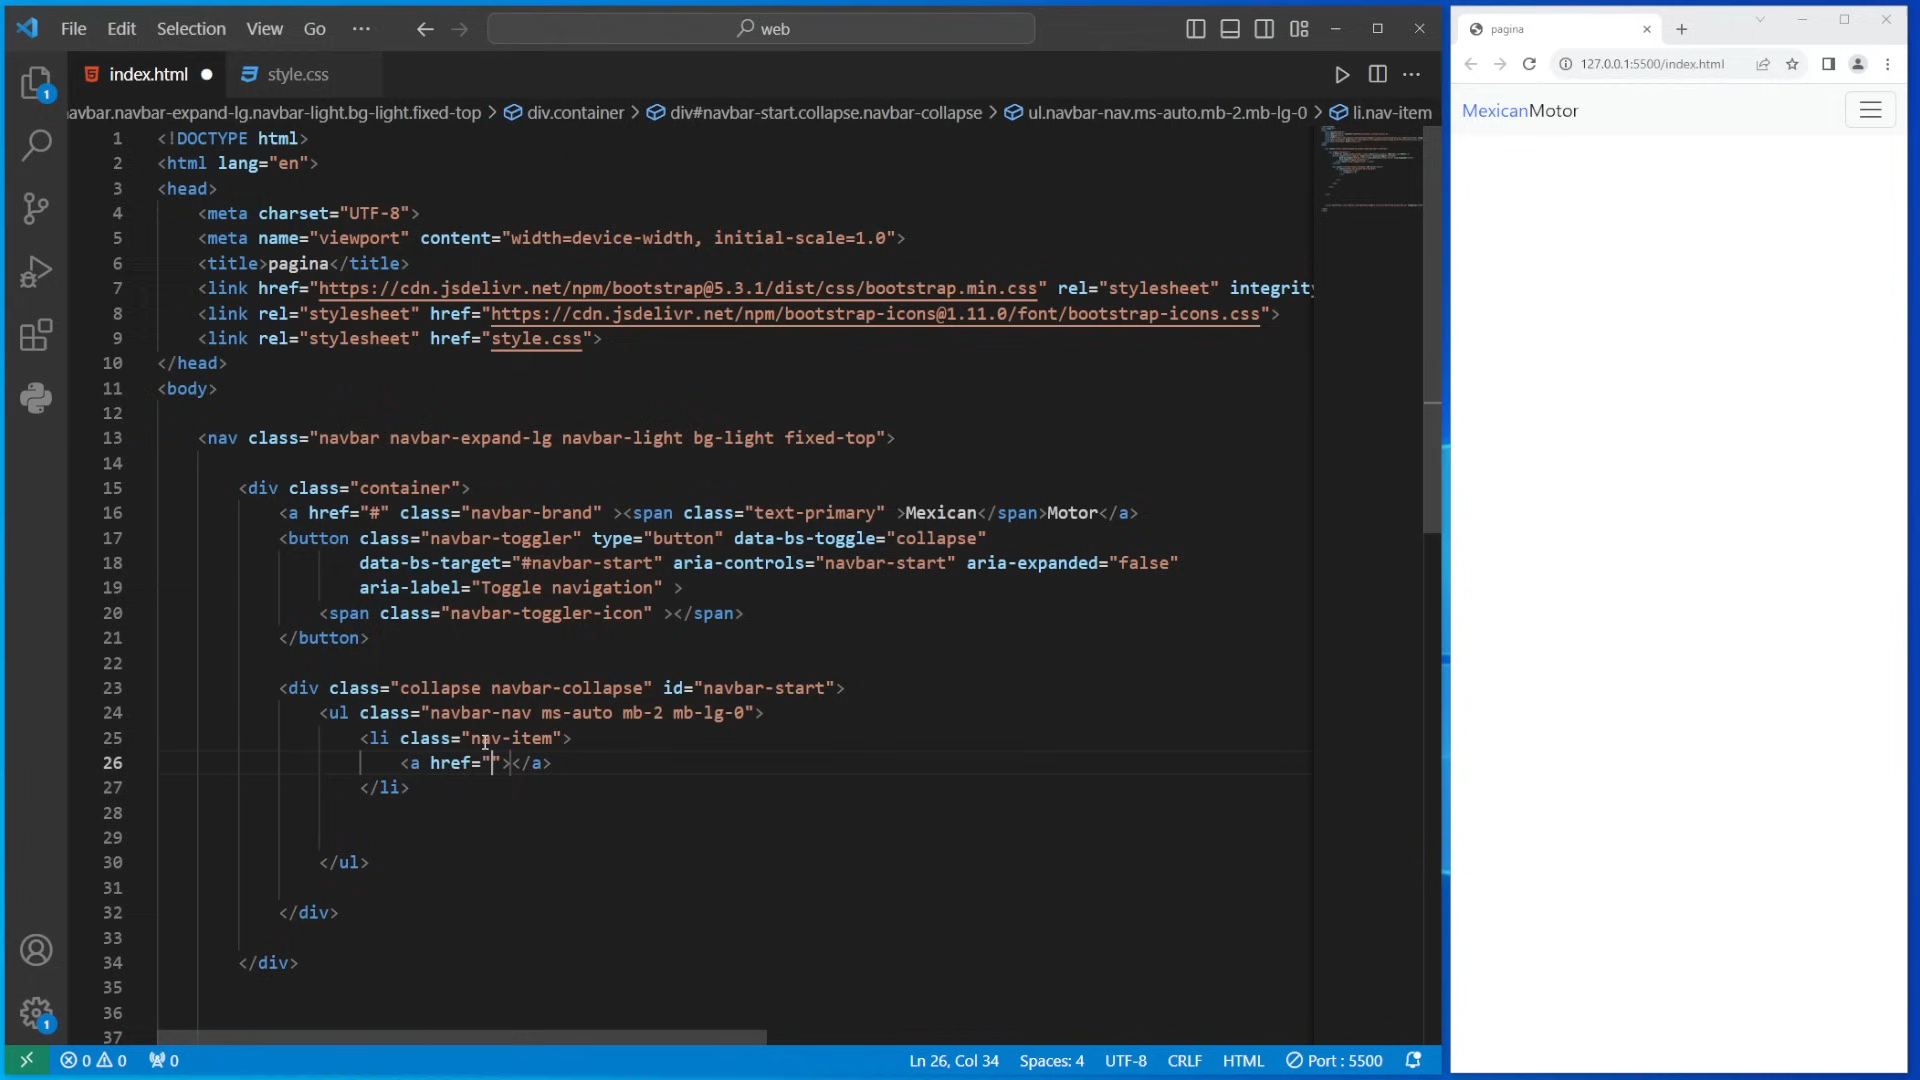 File Edit Selection View Go ··· web
index.html style.css
navbar.navbar-expand-lg.navbar-light.bg-light.fixed-top > div.container > div#navbar-start.collapse.navbar-collapse > ul.navbar-nav.ms-auto.mb-2.mb-lg-0 > li.nav-item
1 <!DOCTYPE html>
2 <html lang="en">
3 <head>
4 <meta charset="UTF-8">
5 <meta name="viewport" content="width=device-width, initial-scale=1.0">
6 <title>pagina</title>
7 <link href="https://cdn.jsdelivr.net/npm/bootstrap@5.3.1/dist/css/bootstrap.min.css" rel="stylesheet" integrity
8 <link rel="stylesheet" href="https://cdn.jsdelivr.net/npm/bootstrap-icons@1.11.0/font/bootstrap-icons.css">
9 <link rel="stylesheet" href="style.css">
10 </head>
11 <body>
12
13 <nav class="navbar navbar-expand-lg navbar-light bg-light fixed-top">
14
15 <div class="container">
16 <a href="#" class="navbar-brand" ><span class="text-primary" >Mexican</span>Motor</a>
17 <button class="navbar-toggler" type="button" data-bs-toggle="collapse"
18 data-bs-target="#navbar-start" aria-controls="navbar-start" aria-expanded="false"
19 aria-label="Toggle navigation" >
20 <span class="navbar-toggler-icon" ></span>
21 </button>
22
23 <div class="collapse navbar-collapse" id="navbar-start">
24 <ul class="navbar-nav ms-auto mb-2 mb-lg-0">
25 <li class="nav-item">
26 <a href=""></a>
27 </li>
28
29
30 </ul>
31
32 </div>
33
34 </div>
35
36
37
1
1
0 0 0 Ln 26, Col 34 Spaces: 4 UTF-8 CRLF HTML Port : 5500
pagina
127.0.0.1:5500/index.html
MexicanMotor